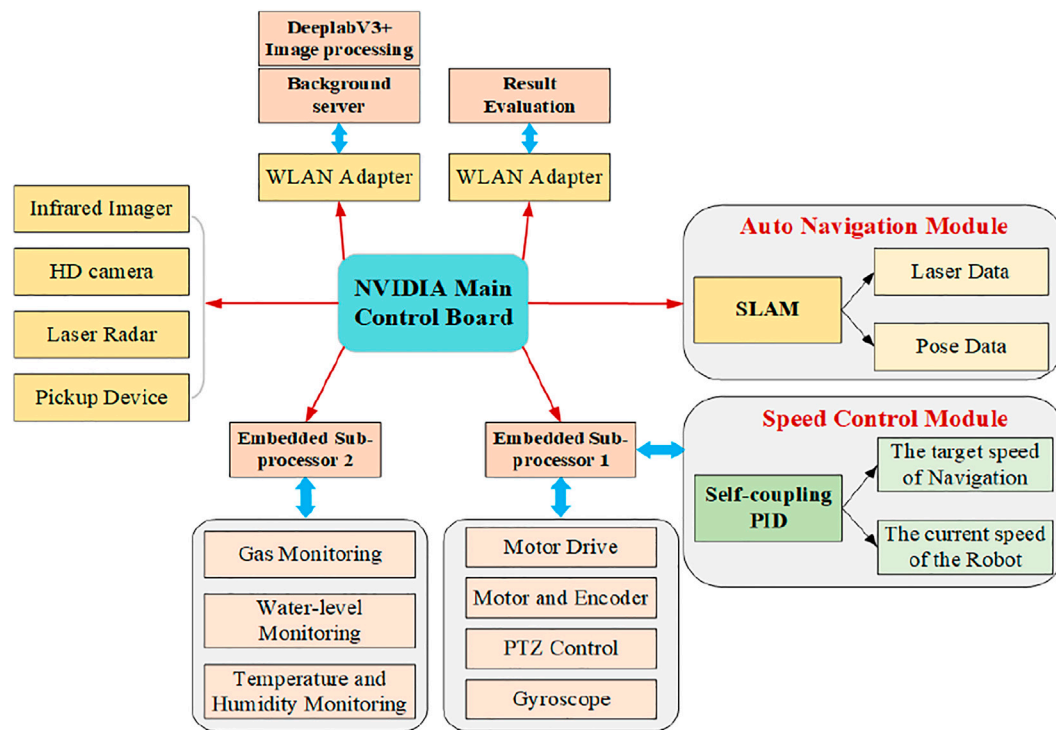 DeeplabV3+
Image processing
Background
server
Result
Evaluation
WLAN Adapter
WLAN Adapter
Infrared Imager
HD camera
Laser Radar
Pickup Device
NVIDIA Main
Control Board
Auto Navigation Module
SLAM
Laser Data
Pose Data
Embedded Sub-
processor 2
Embedded Sub-
processor 1
Speed Control Module
Self-coupling
PID
The target speed
of Navigation
The current speed
of the Robot
Gas Monitoring
Water-level
Monitoring
Temperature and
Humidity Monitoring
Motor Drive
Motor and Encoder
PTZ Control
Gyroscope